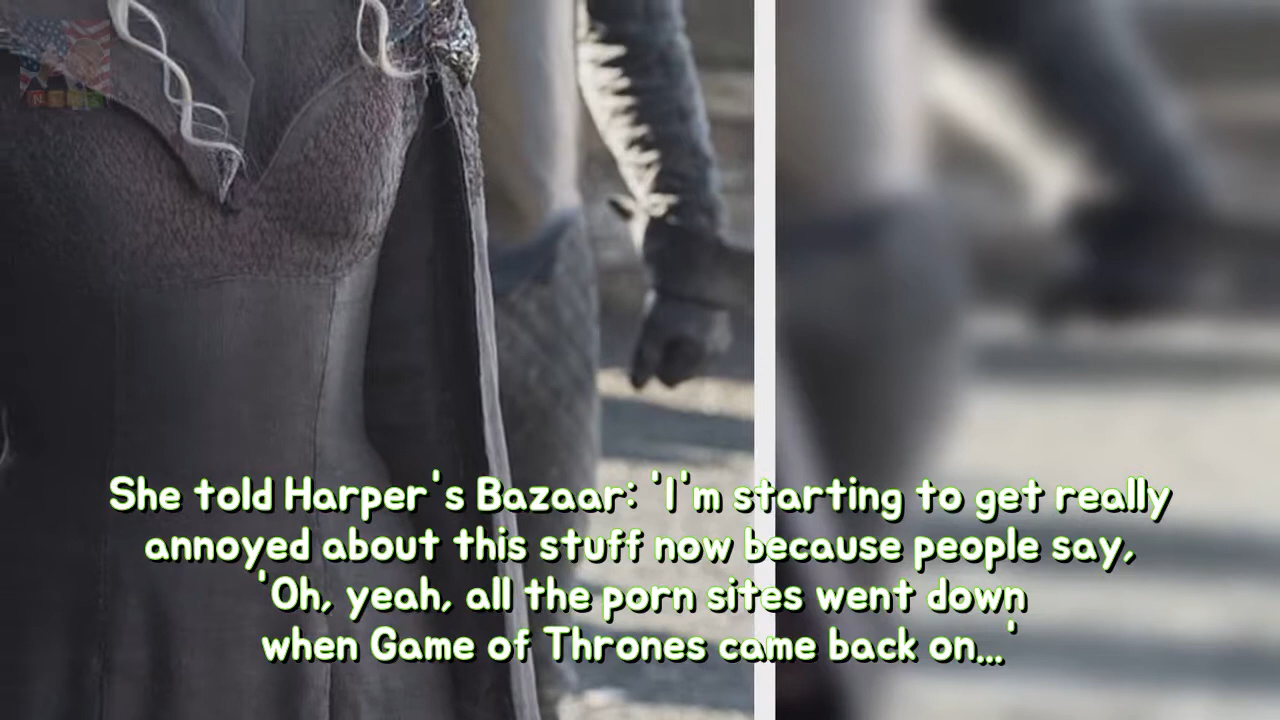 She told Harper's Bazaar: 'I'm starting to get really
annoyed about this stuff now because people say,
'Oh, yeah, all the porn sites went down
when Game of Thrones came back on...'